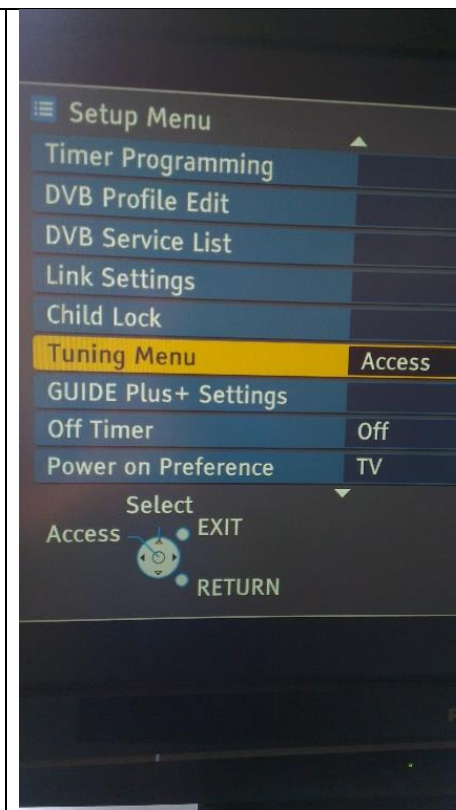 Setup Menu
Timer Programming
DVB Profile Edit
DVB Service List
Link Settings
Child Lock
Tuning Menu Access
GUIDE Plus+ Settings
Off Timer Off
Power on Preference TV
Select
Access EXIT
RETURN